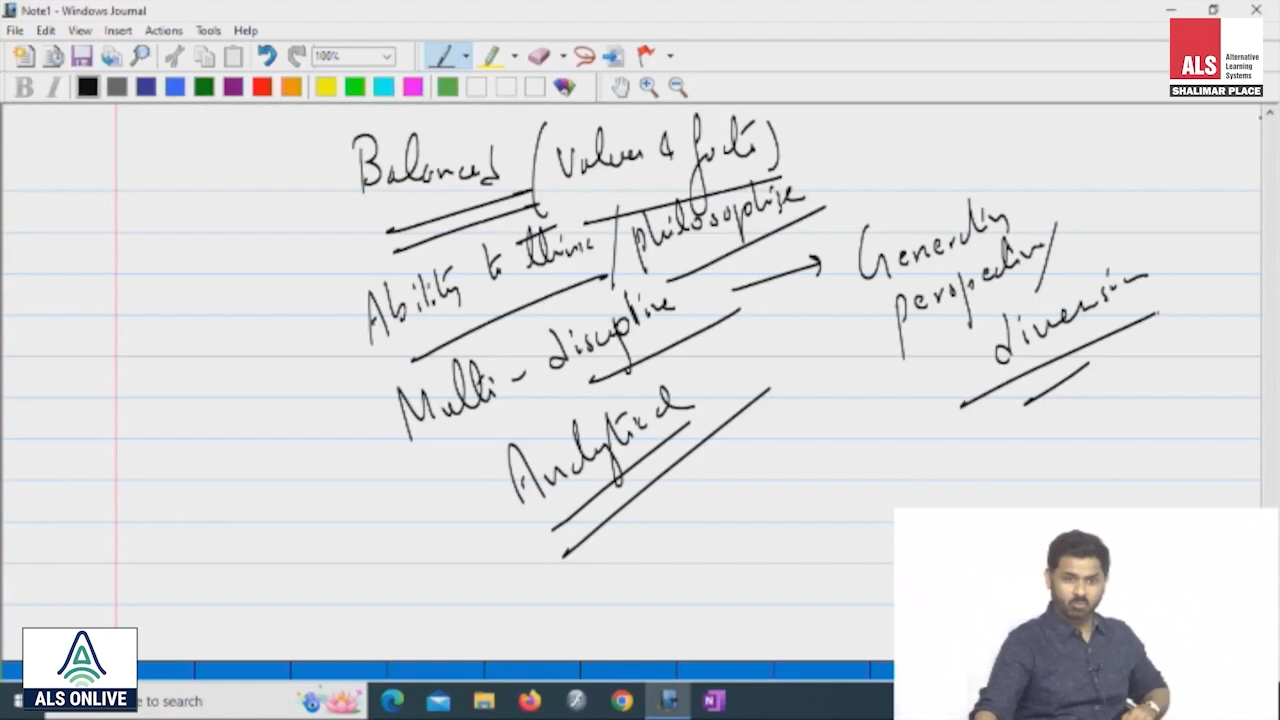 Note1 - Windows Journal
File Edit View Insert Actions Tools Help
100%
B I
ALS Alternative Learning Systems
SHALIMAR PLACE
Balanced (Values & facts)
Ability to think / philosophise
Multi - discipline → Generating
perspective/
dimension
Analytical
ALS ONLIVE
e to search